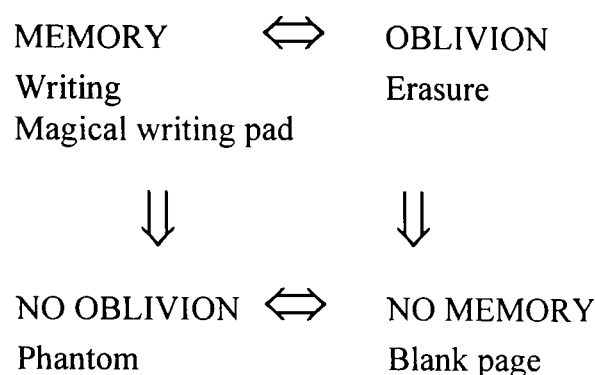 MEMORY ⇔ OBLIVION
Writing Erasure
Magical writing pad
⇓ ⇓
NO OBLIVION ⇔ NO MEMORY
Phantom Blank page